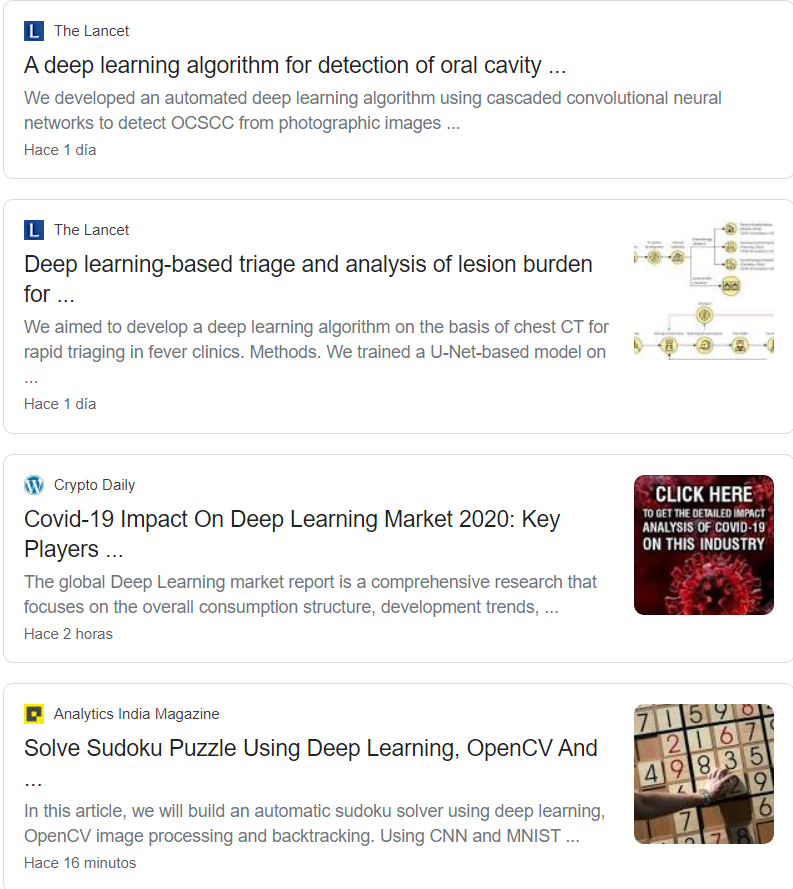 The Lancet
A deep learning algorithm for detection of oral cavity ...
We developed an automated deep learning algorithm using cascaded convolutional neural
networks to detect OCSCC from photographic images ...
Hace 1 día
The Lancet
Deep learning-based triage and analysis of lesion burden
for ...
We aimed to develop a deep learning algorithm on the basis of chest CT for
rapid triaging in fever clinics. Methods. We trained a U-Net-based model on
...
Hace 1 día
Crypto Daily
Covid-19 Impact On Deep Learning Market 2020: Key
Players ...
The global Deep Learning market report is a comprehensive research that
focuses on the overall consumption structure, development trends, ...
Hace 2 horas
CLICK HERE
TO GET THE DETAILED IMPACT
ANALYSIS OF COVID-19
ON THIS INDUSTRY
Analytics India Magazine
Solve Sudoku Puzzle Using Deep Learning, OpenCV And
...
In this article, we will build an automatic sudoku solver using deep learning,
OpenCV image processing and backtracking. Using CNN and MNIST ...
Hace 16 minutos
7 1 5 9 8
2 1 6 7
4 9 8 3 5
2 9
7 6
7 8